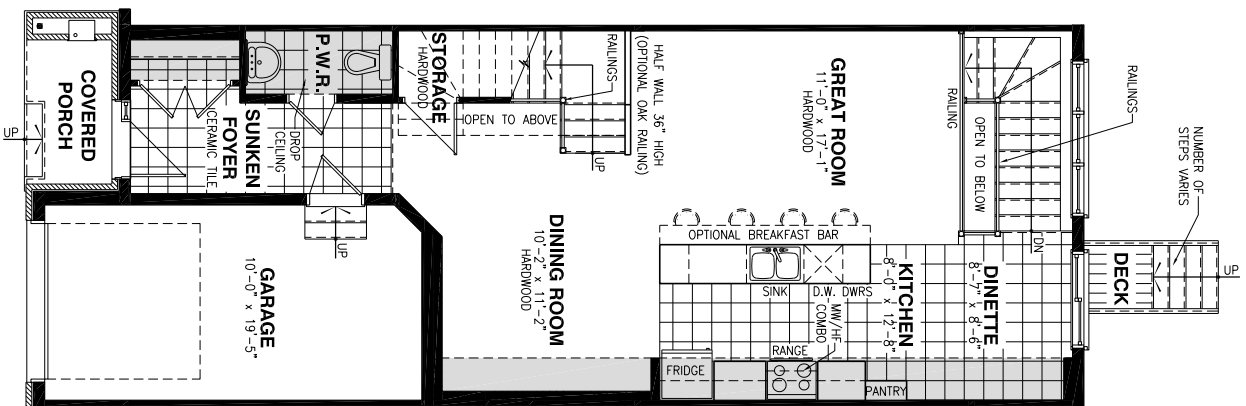 COVERED
PORCH
UP
SUNKEN
FOYER
CERAMIC TILE
P.W.R.
DROP
CEILING
UP
GARAGE
10'-0" x 19'-5"
STORAGE
HARDWOOD
OPEN TO ABOVE
RAILINGS
UP
HALF WALL 36" HIGH
(OPTIONAL OAK RAILING)
DINING ROOM
10'-2" x 11'-2"
HARDWOOD
GREAT ROOM
11'-0" x 17'-1"
HARDWOOD
OPTIONAL BREAKFAST BAR
SINK
D.W.
DWRS
MW/HF
COMBO
RANGE
FRIDGE
PANTRY
KITCHEN
8'-0" x 12'-8"
DINETTE
8'-7" x 8'-6"
RAILING
OPEN TO BELOW
DN
RAILINGS
NUMBER OF
STEPS VARIES
DECK
UP